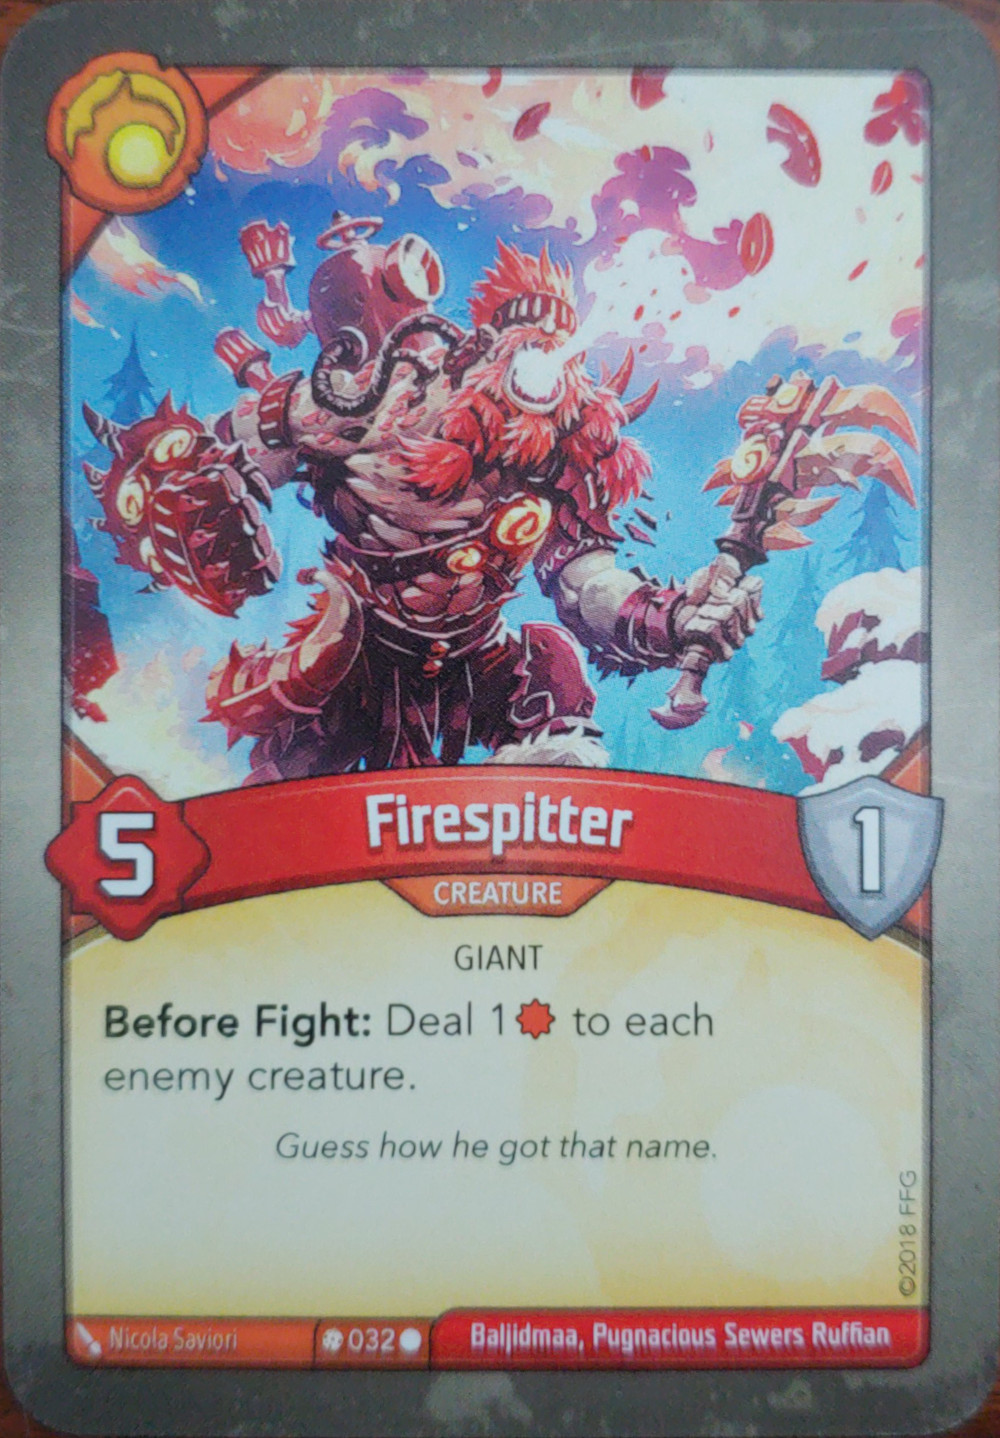 5
Firespitter
1
CREATURE
GIANT
Before Fight: Deal 1 to each
enemy creature.
Guess how he got that name.
©2018 FFG
Nicola Saviori
032
Baljidmaa, Pugnacious Sewers Ruffian